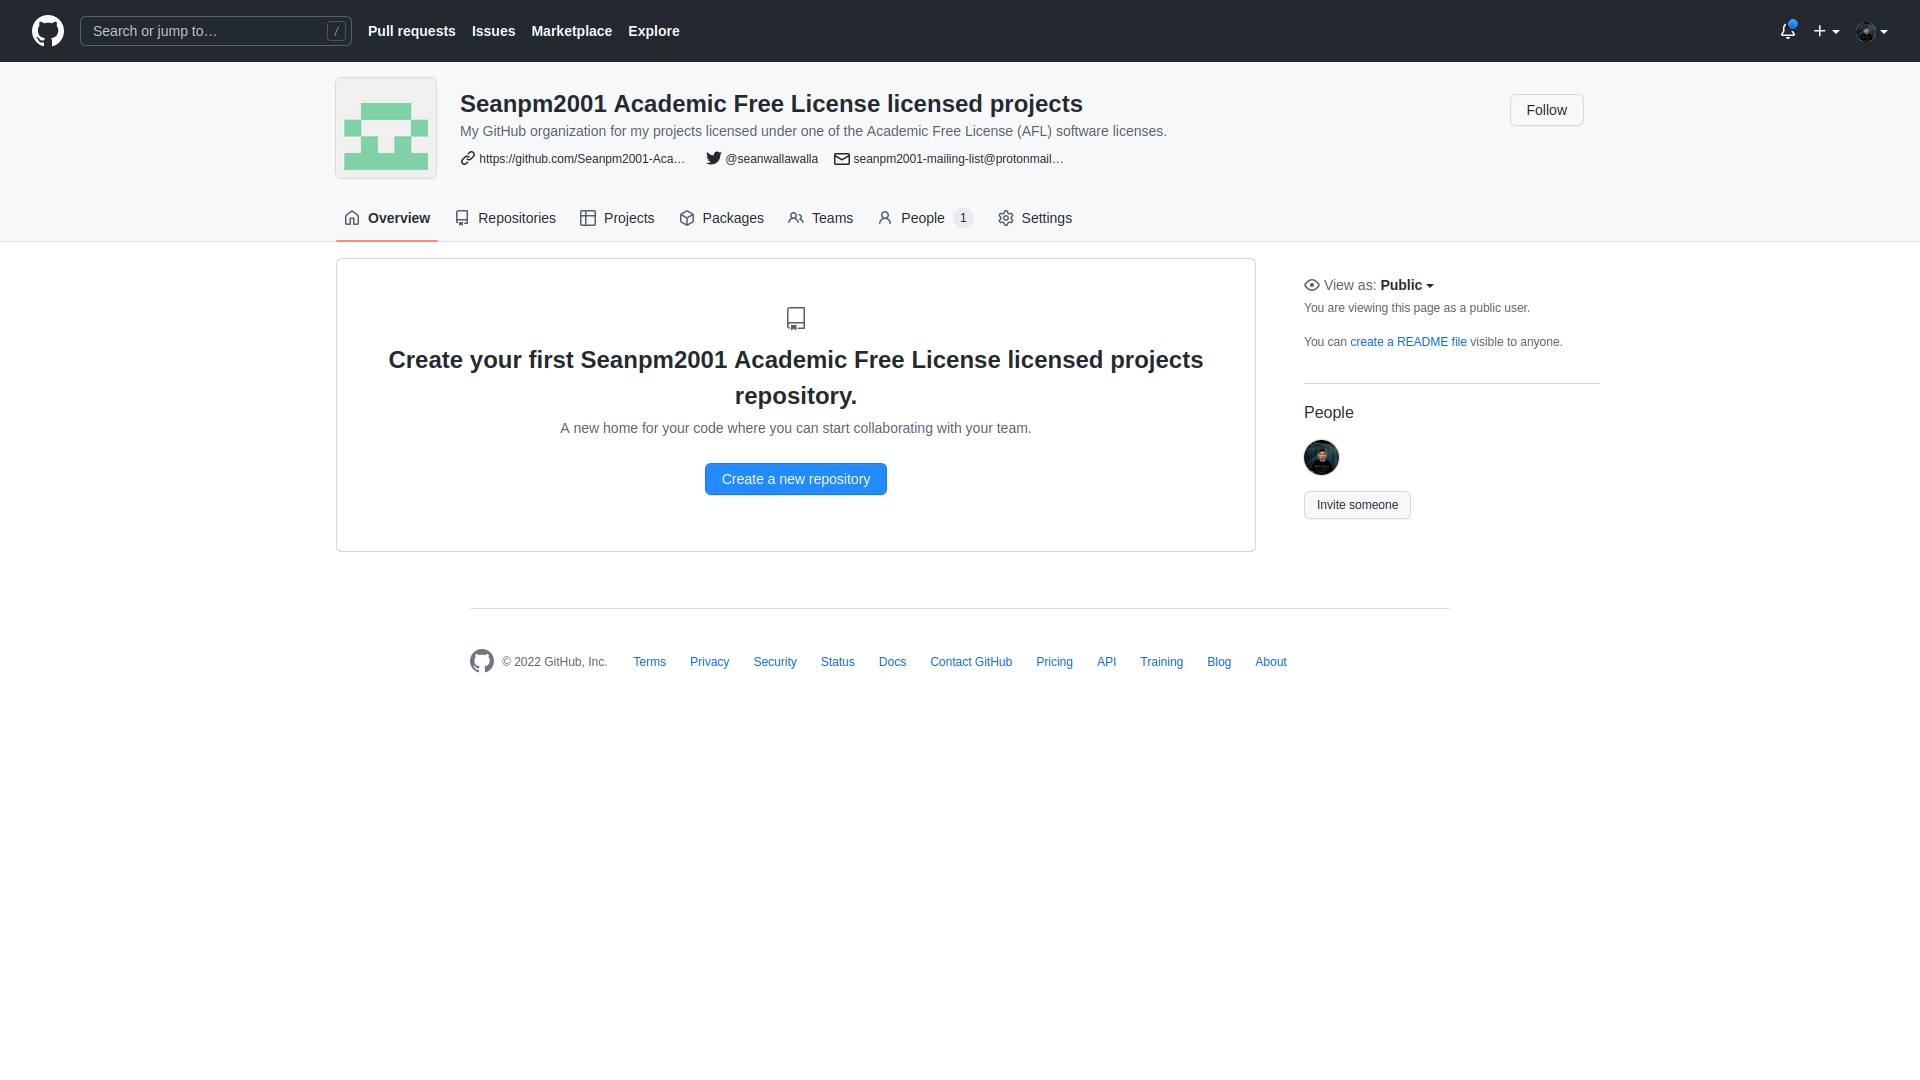 Search or jump to… /
Pull requests Issues Marketplace Explore
Seanpm2001 Academic Free License licensed projects
My GitHub organization for my projects licensed under one of the Academic Free License (AFL) software licenses.
https://github.com/Seanpm2001-Aca… @seanwallawalla seanpm2001-mailing-list@protonmail…
Follow
Overview Repositories Projects Packages Teams People 1 Settings
Create your first Seanpm2001 Academic Free License licensed projects
repository.
A new home for your code where you can start collaborating with your team.
Create a new repository
View as: Public
You are viewing this page as a public user.
You can create a README file visible to anyone.
People
Invite someone
© 2022 GitHub, Inc. Terms Privacy Security Status Docs Contact GitHub Pricing API Training Blog About